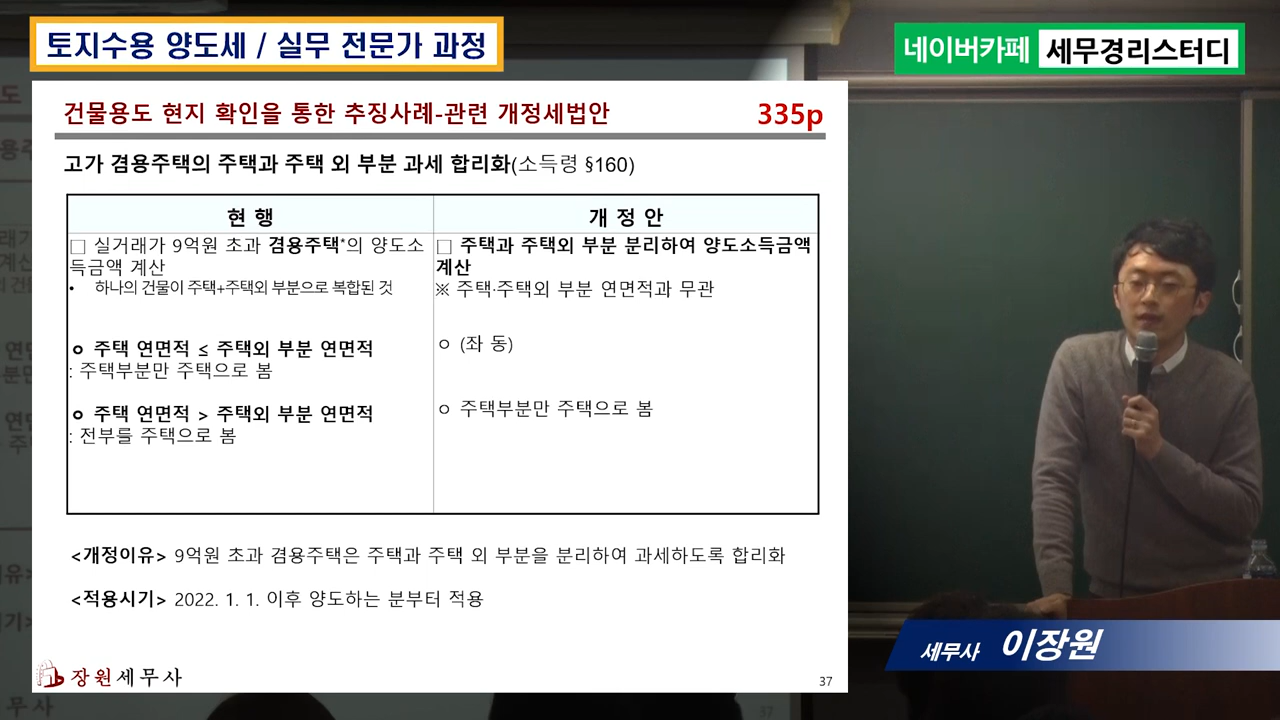 토지수용 양도세 / 실무 전문가 과정
네이버카페 세무경리스터디
건물용도 현지 확인을 통한 추징사례-관련 개정세법안 335p
고가 겸용주택의 주택과 주택 외 부분 과세 합리화(소득령 §160)
현 행
□ 실거래가 9억원 초과 겸용주택*의 양도소
득금액 계산
• 하나의 건물이 주택+주택외 부분으로 복합된 것
ㅇ 주택 연면적 ≤ 주택외 부분 연면적
: 주택부분만 주택으로 봄
ㅇ 주택 연면적 > 주택외 부분 연면적
: 전부를 주택으로 봄
개 정 안
□ 주택과 주택외 부분 분리하여 양도소득금액
계산
※ 주택·주택외 부분 연면적과 무관
ㅇ (좌 동)
ㅇ 주택부분만 주택으로 봄
<개정이유> 9억원 초과 겸용주택은 주택과 주택 외 부분을 분리하여 과세하도록 합리화
<적용시기> 2022. 1. 1. 이후 양도하는 분부터 적용
장원세무사
37
세무사 이장원